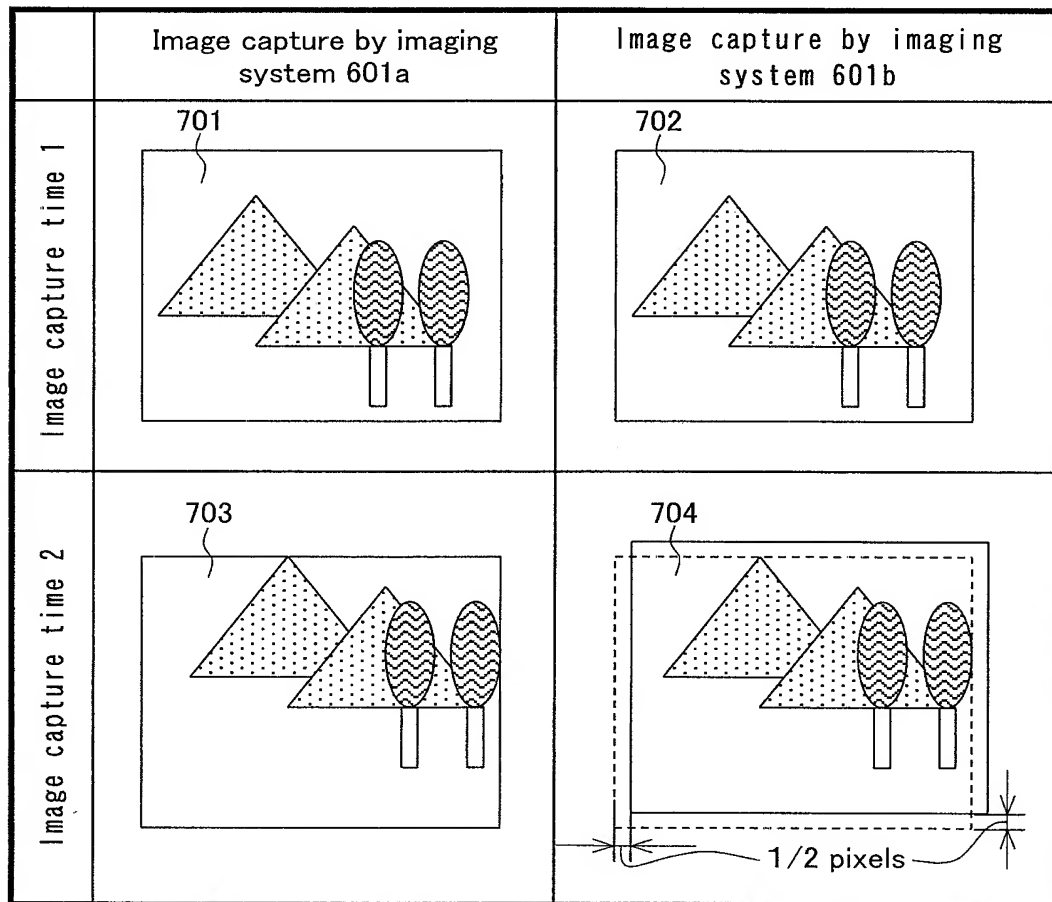 Image capture by imaging
system 601a
Image capture by imaging
system 601b
Image capture time 1
701
702
Image capture time 2
703
704
1/2 pixels